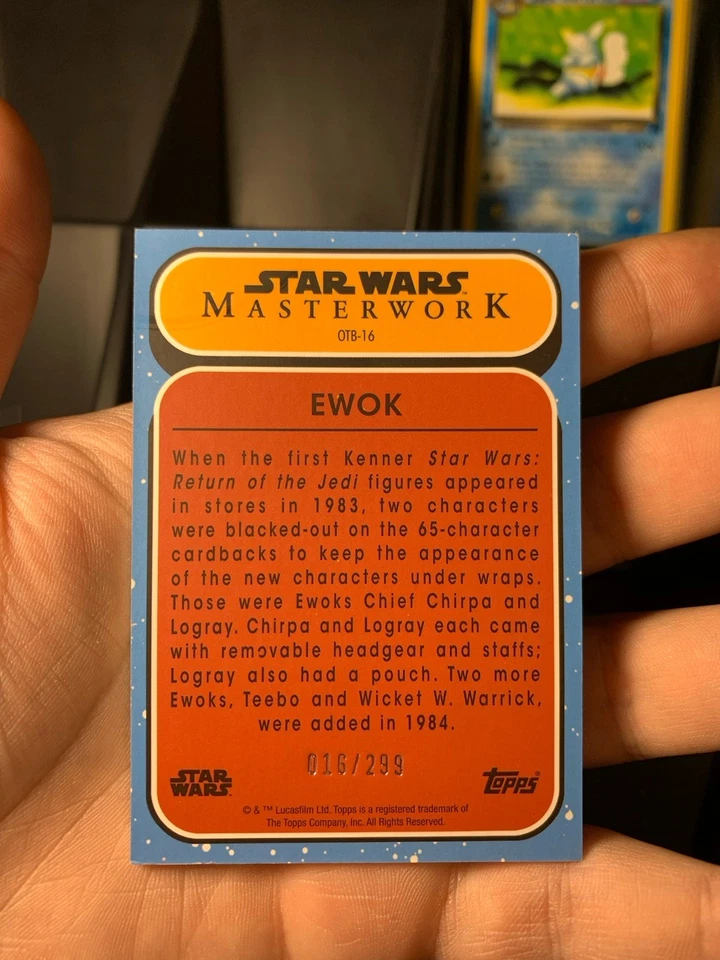 STAR WARS
MASTERWORK
OTB-16
EWOK
When the first Kenner Star Wars:
Return of the Jedi figures appeared
in stores in 1983, two characters
were blacked-out on the 65-character
cardbacks to keep the appearance
of the new characters under wraps.
Those were Ewoks Chief Chirpa and
Logray. Chirpa and Logray each came
with removable headgear and staffs;
Logray also had a pouch. Two more
Ewoks, Teebo and Wicket W. Warrick,
were added in 1984.
016/299
STAR
WARS
topps®
© & ™ Lucasfilm Ltd. Topps is a registered trademark of
The Topps Company, Inc. All Rights Reserved.